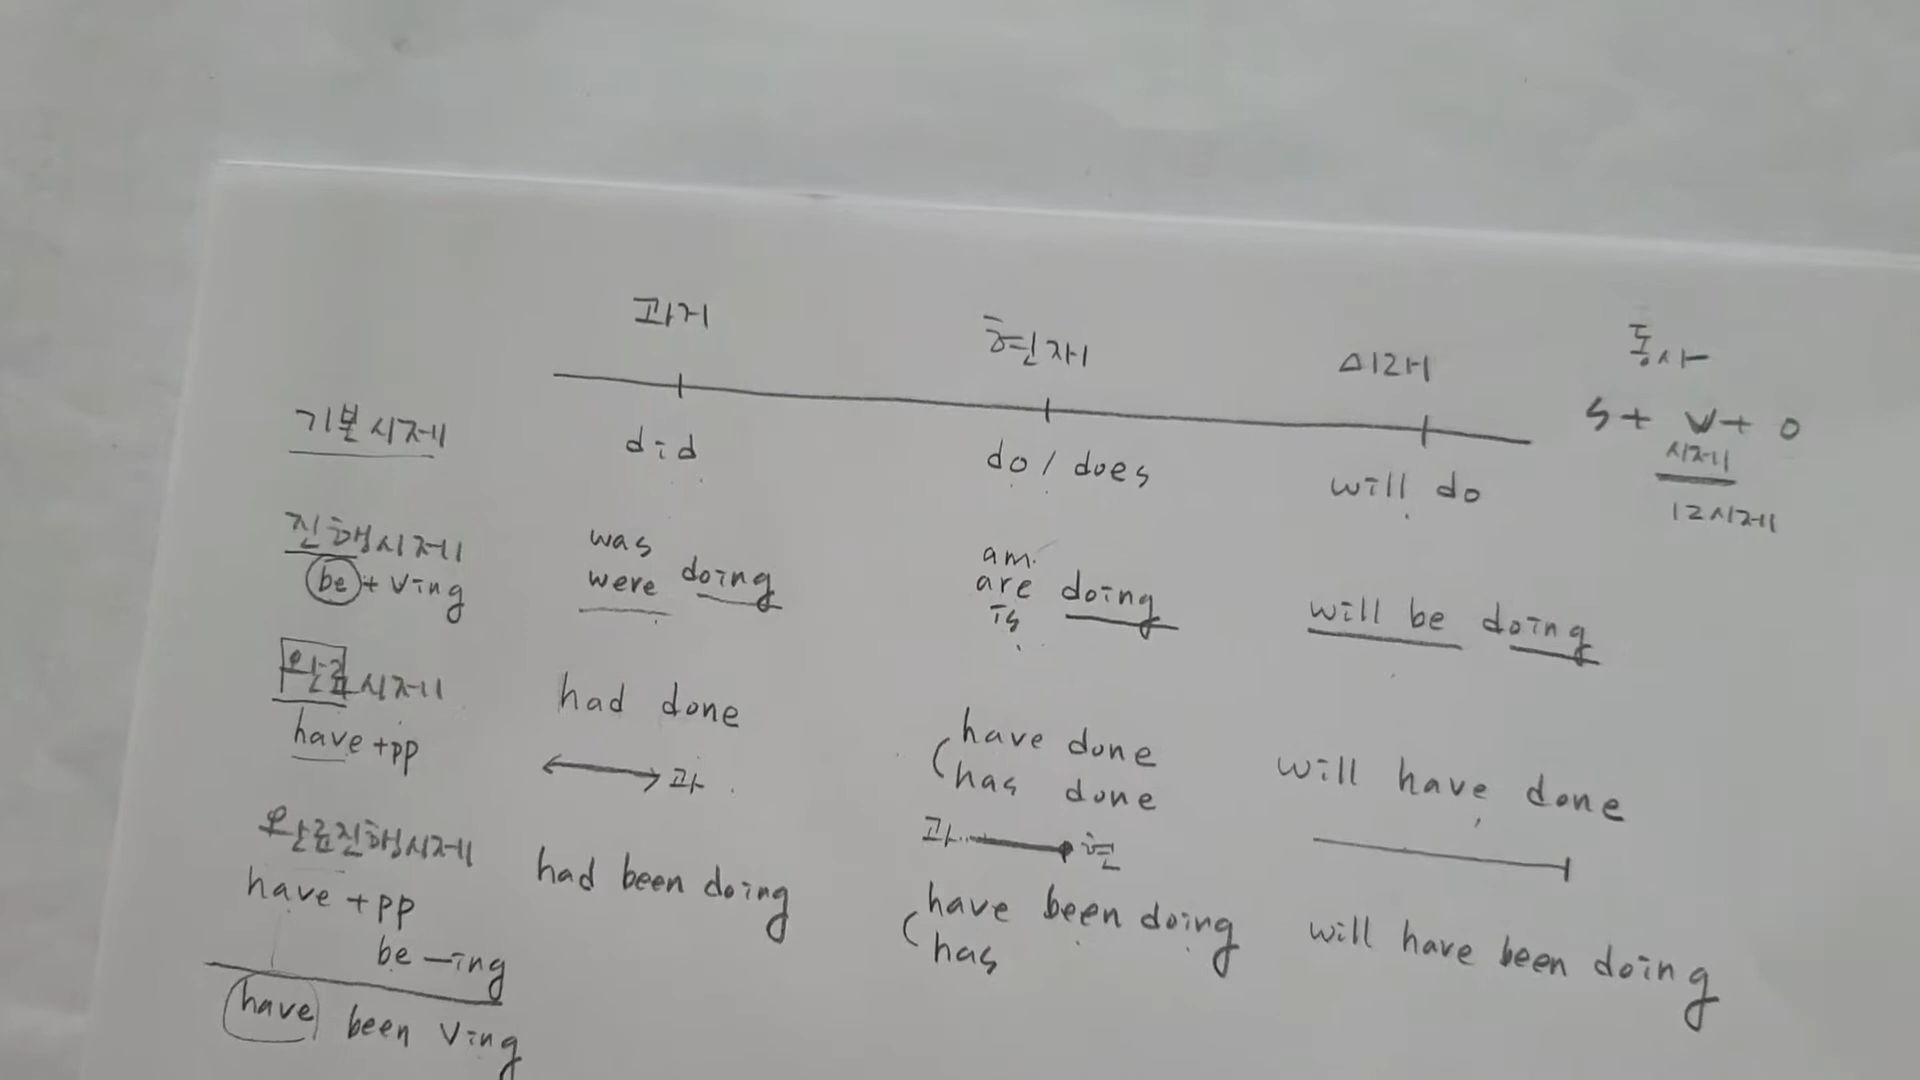 과거 현재 미래
동사
S + V + O
시제
12시제
기본시제 did do / does will do
진행시제
be + Ving
was
were doing
am
are doing
is
will be doing
완료시제
have + pp
had done
과
have done
has done
과 현
will have done
완료진행시제
have + pp
be -ing
have been Ving
had been doing
have been doing
has
will have been doing